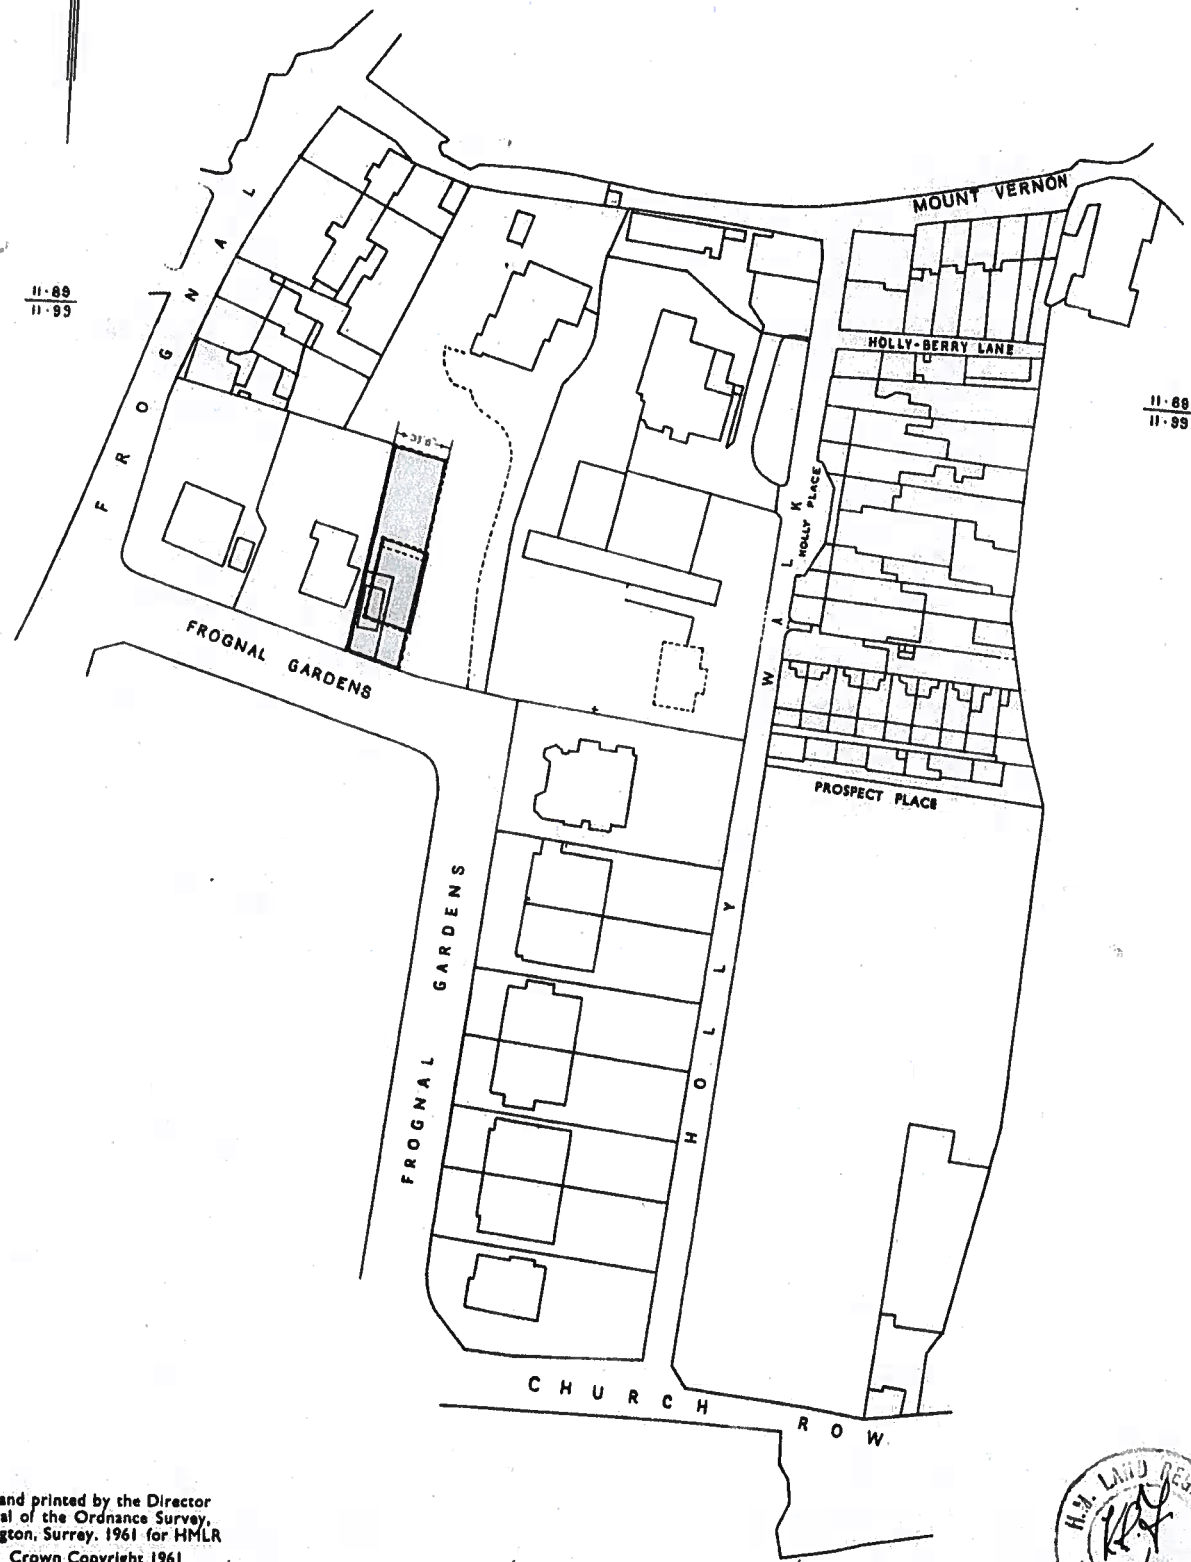 MOUNT VERNON
FROGNAL
11·89
11·99
HOLLY-BERRY LANE
11·89
11·99
HOLLY PLACE
HOLLY WALK
FROGNAL GARDENS
PROSPECT PLACE
FROGNAL GARDENS
CHURCH ROW
and printed by the Director
al of the Ordnance Survey,
gton, Surrey. 1961 for HMLR
Crown Copyright 1961
H.M. LAND REG